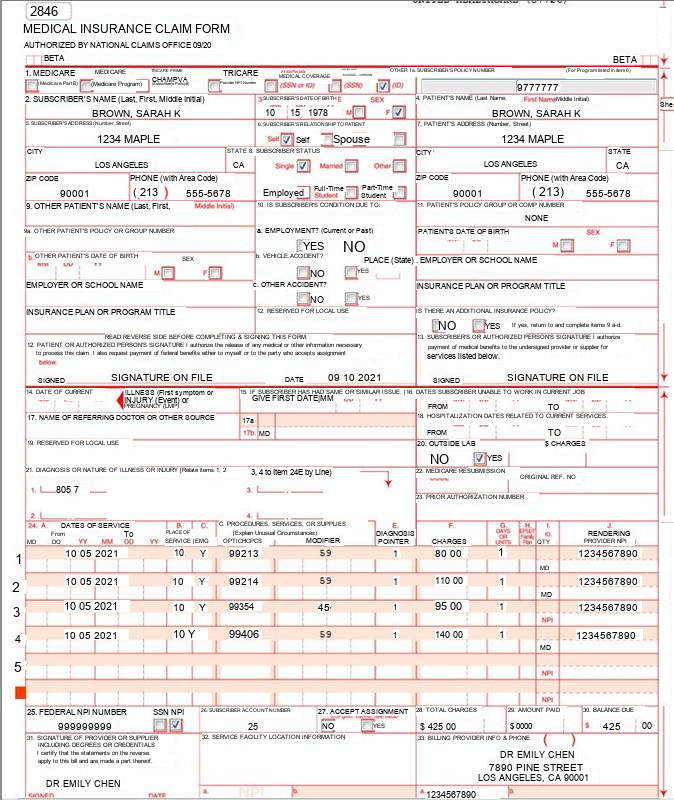 2846
MEDICAL INSURANCE CLAIM FORM
AUTHORIZED BY NATIONAL CLAIMS OFFICE 09/20
BETA BETA
1. MEDICARE MEDICARE TRICARE PRIME CHAMPVA TRICARE MEDICAL COVERAGE OTHER 1a. SUBSCRIBER'S POLICY NUMBER (For Program listed in Item 6)
(Medicare Part B) (Medicare Program) (SSN or ID) (SSN) (ID) 9777777
2. SUBSCRIBER'S NAME (Last, First, Middle Initial) SUBSCRIBER'S DATE OF BIRTH SEX 4. PATIENT'S NAME (Last Name, First Name Middle Initial)
BROWN, SARAH K 10 15 1978 M F BROWN, SARAH K
She
5. SUBSCRIBER'S ADDRESS (Number, Street) 6. SUBSCRIBER'S RELATIONSHIP TO PATIENT 7. PATIENT'S ADDRESS (Number, Street)
1234 MAPLE Self Self Spouse 1234 MAPLE
CITY STATE 8. SUBSCRIBER STATUS CITY STATE
LOS ANGELES CA Single Married Other LOS ANGELES CA
ZIP CODE PHONE (with Area Code) ZIP CODE PHONE (with Area Code)
90001 ( 213 ) 555-5678 Employed Full-Time Student Part-Time Student 90001 ( 213 ) 555-5678
9. OTHER PATIENT'S NAME (Last, First, Middle Initial) 10. IS SUBSCRIBER'S CONDITION DUE TO: 11. PATIENT'S POLICY GROUP OR COMP NUMBER
NONE
9a. OTHER PATIENT'S POLICY OR GROUP NUMBER a. EMPLOYMENT? (Current or Past) PATIENT'S DATE OF BIRTH SEX
YES NO M F
b. OTHER PATIENT'S DATE OF BIRTH SEX b. VEHICLE ACCIDENT? PLACE (State) . EMPLOYER OR SCHOOL NAME
MM DD YY M F NO YES
EMPLOYER OR SCHOOL NAME c. OTHER ACCIDENT? INSURANCE PLAN OR PROGRAM TITLE
NO YES
INSURANCE PLAN OR PROGRAM TITLE 12. RESERVED FOR LOCAL USE IS THERE AN ADDITIONAL INSURANCE POLICY?
NO YES If yes, return to and complete items 9 a-d.
READ REVERSE SIDE BEFORE COMPLETING & SIGNING THIS FORM.
12. PATIENT OR AUTHORIZED PERSON'S SIGNATURE I authorize the release of any medical or other information necessary
to process this claim. I also request payment of federal benefits either to myself or to the party who accepts assignment
below.
13. SUBSCRIBER'S OR AUTHORIZED PERSON'S SIGNATURE I authorize
payment of medical benefits to the undersigned provider or supplier for
services listed below.
SIGNED SIGNATURE ON FILE DATE 09 10 2021 SIGNED SIGNATURE ON FILE
14. DATE OF CURRENT ILLNESS (First symptom or
INJURY (Event) or
PREGNANCY (LMP)
15. IF SUBSCRIBER HAS HAD SAME OR SIMILAR ISSUE.
GIVE FIRST DATE MM
16. DATES SUBSCRIBER UNABLE TO WORK IN CURRENT JOB
FROM TO
17. NAME OF REFERRING DOCTOR OR OTHER SOURCE 17a 18. HOSPITALIZATION DATES RELATED TO CURRENT SERVICES.
17b. MD FROM TO
19. RESERVED FOR LOCAL USE 20. OUTSIDE LAB $ CHARGES
NO YES
21. DIAGNOSIS OR NATURE OF ILLNESS OR INJURY (Relate items 1, 2 3, 4 to Item 24E by Line) 22. MEDICARE RESUBMISSION
CODE ORIGINAL REF. NO
1. 805 7 3. 23. PRIOR AUTHORIZATION NUMBER
2. 4.
24. A. DATES OF SERVICE B. C. C. PROCEDURES, SERVICES, OR SUPPLIES E. F. G. H. I. J.
From To PLACE OF (Explain Unusual Circumstances) DIAGNOSIS DAYS OR UNITS EPSDT Family Plan ID. RENDERING
MD DO YY MM DD YY SERVICE EMG OPT/CHCPCS MODIFIER POINTER CHARGES QTY PROVIDER NPI
1 10 05 2021 10 Y 99213 59 1 80 00 1 1234567890
MD
2 10 05 2021 10 Y 99214 59 1 110 00 1 1234567890
MD
3 10 05 2021 10 Y 99354 45 1 95 00 1 1234567890
NPI
4 10 05 2021 10 Y 99406 59 1 140 00 1 1234567890
MD
5
NPI
NPI
25. FEDERAL NPI NUMBER SSN NPI 26. SUBSCRIBER ACCOUNT NUMBER 27. ACCEPT ASSIGNMENT 28. TOTAL CHARGES 29. AMOUNT PAID 30. BALANCE DUE
999999999 25 NO YES $ 425 00 $ 0000 $ 425 00
31. SIGNATURE OF PROVIDER OR SUPPLIER
INCLUDING DEGREES OR CREDENTIALS
I certify that the statements on the reverse.
apply to this bill and are made a part thereof.
DR EMILY CHEN
SIGNED DATE
32. SERVICE FACILITY LOCATION INFORMATION
a. NPI b.
33. BILLING PROVIDER INFO & PHONE ( )
DR EMILY CHEN
7890 PINE STREET
LOS ANGELES, CA 90001
a. 1234567890 b.